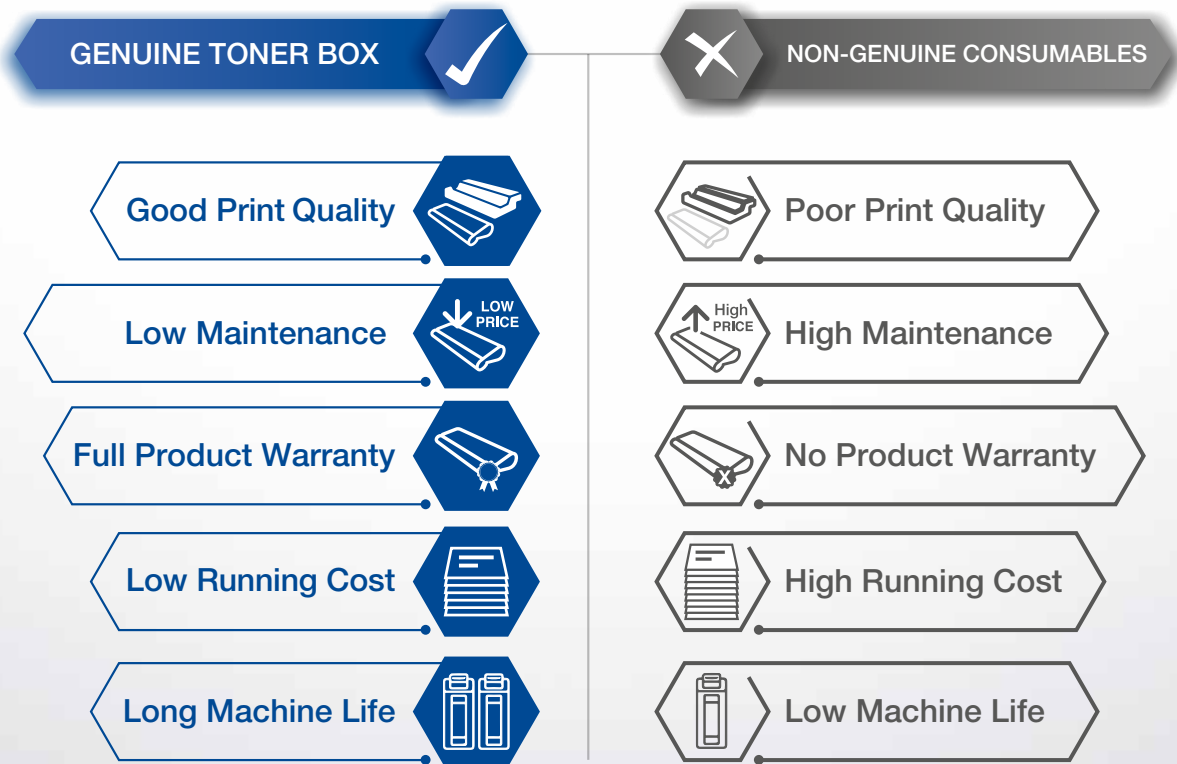 GENUINE TONER BOX
NON-GENUINE CONSUMABLES
Good Print Quality
Poor Print Quality
Low Maintenance
LOW
PRICE
High
PRICE
High Maintenance
Full Product Warranty
X
No Product Warranty
Low Running Cost
High Running Cost
Long Machine Life
Low Machine Life